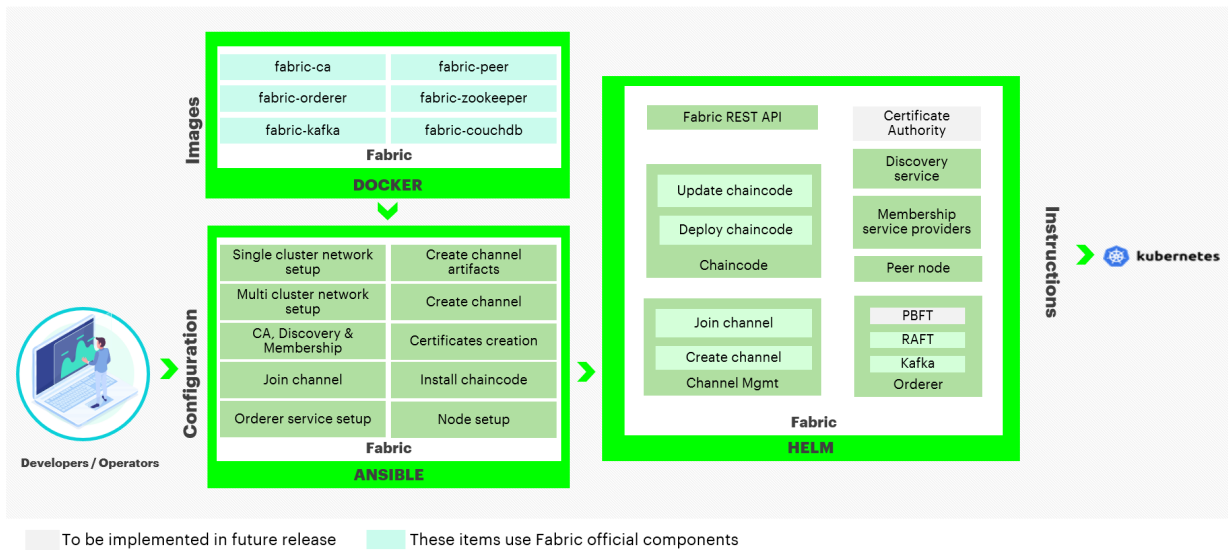 Images
fabric-ca
fabric-peer
fabric-orderer
fabric-zookeeper
fabric-kafka
fabric-couchdb
Fabric
DOCKER
Developers / Operators
Configuration
Single cluster network
setup
Create channel
artifacts
Multi cluster network
setup
Create channel
CA, Discovery &
Membership
Certificates creation
Join channel
Install chaincode
Orderer service setup
Node setup
Fabric
ANSIBLE
Fabric REST API
Update chaincode
Deploy chaincode
Chaincode
Join channel
Create channel
Channel Mgmt
Certificate
Authority
Discovery
service
Membership
service providers
Peer node
PBFT
RAFT
Kafka
Orderer
Fabric
HELM
Instructions
kubernetes
To be implemented in future release
These items use Fabric official components